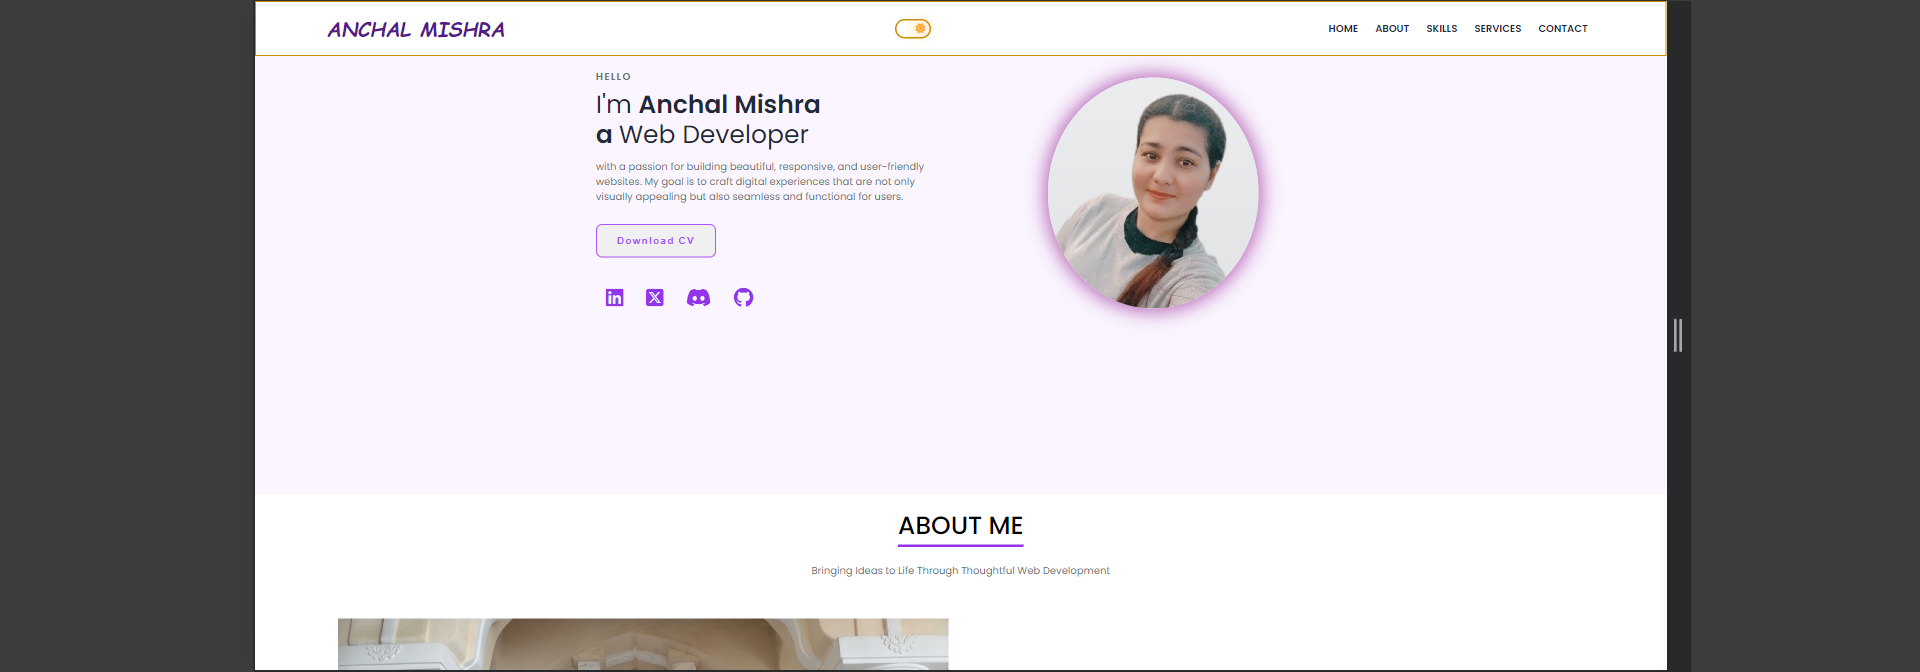 ANCHAL MISHRA
HOME ABOUT SKILLS SERVICES CONTACT
HELLO
I'm Anchal Mishra
a Web Developer
with a passion for building beautiful, responsive, and user-friendly
websites. My goal is to craft digital experiences that are not only
visually appealing but also seamless and functional for users.
Download CV
ABOUT ME
Bringing Ideas to Life Through Thoughtful Web Development